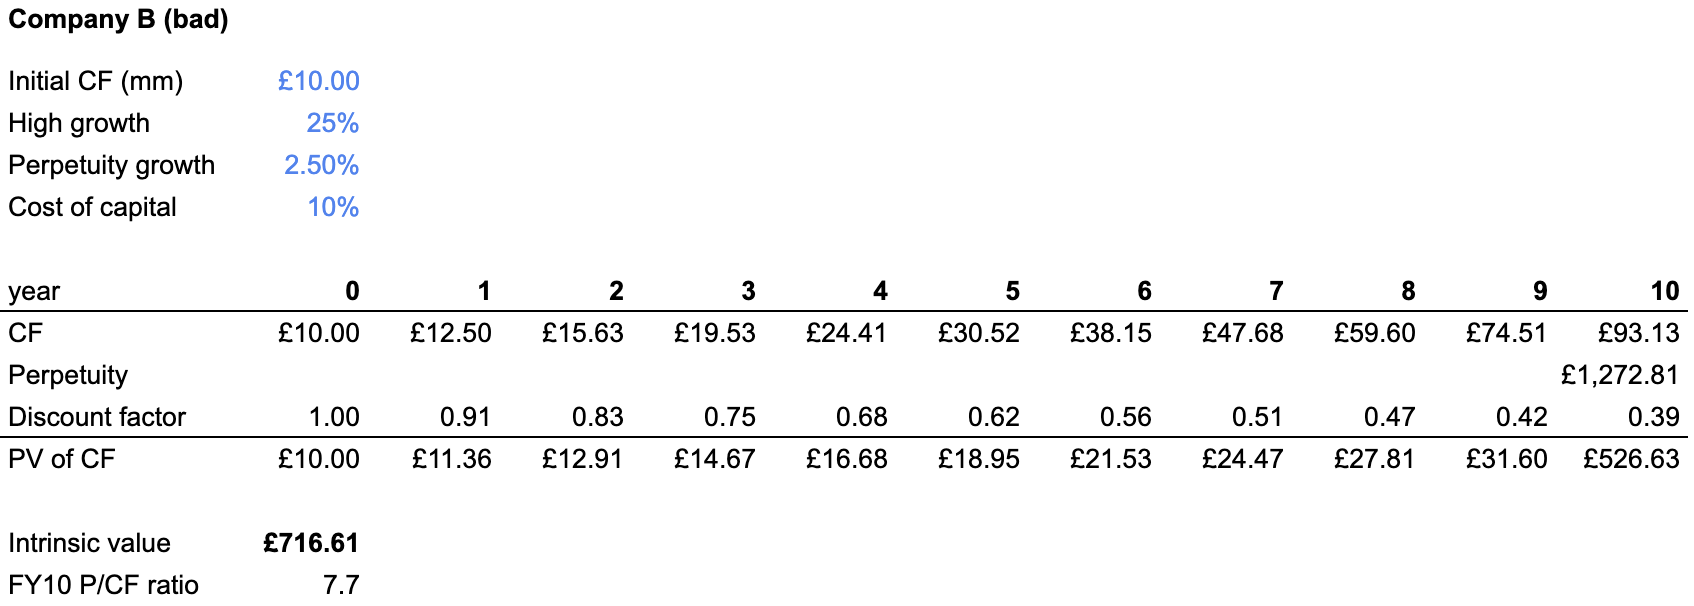 Company B (bad)
Initial CF (mm) £10.00
High growth 25%
Perpetuity growth 2.50%
Cost of capital 10%
year 0 1 2 3 4 5 6 7 8 9 10
CF £10.00 £12.50 £15.63 £19.53 £24.41 £30.52 £38.15 £47.68 £59.60 £74.51 £93.13
Perpetuity £1,272.81
Discount factor 1.00 0.91 0.83 0.75 0.68 0.62 0.56 0.51 0.47 0.42 0.39
PV of CF £10.00 £11.36 £12.91 £14.67 £16.68 £18.95 £21.53 £24.47 £27.81 £31.60 £526.63
Intrinsic value £716.61
FY10 P/CF ratio 7.7